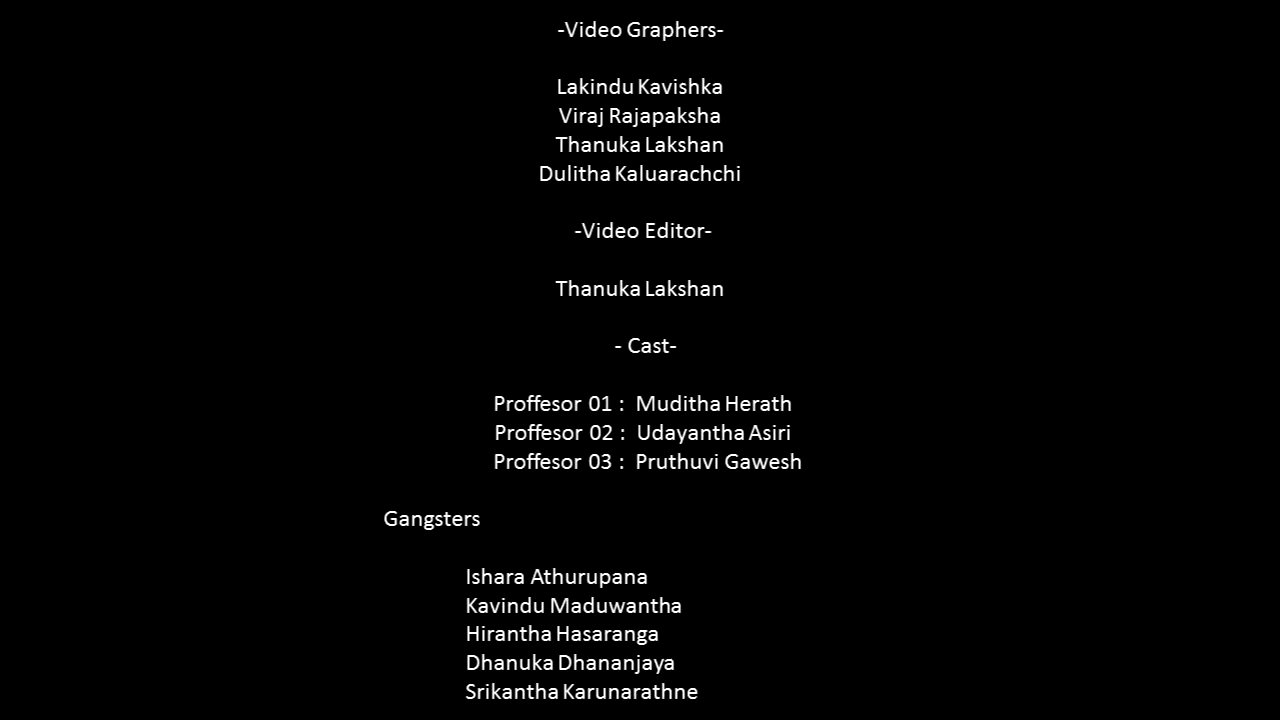 -Video Graphers-
Lakindu Kavishka
Viraj Rajapaksha
Thanuka Lakshan
Dulitha Kaluarachchi
-Video Editor-
Thanuka Lakshan
- Cast-
Proffesor 01 : Muditha Herath
Proffesor 02 : Udayantha Asiri
Proffesor 03 : Pruthuvi Gawesh
Gangsters
Ishara Athurupana
Kavindu Maduwantha
Hirantha Hasaranga
Dhanuka Dhananjaya
Srikantha Karunarathne